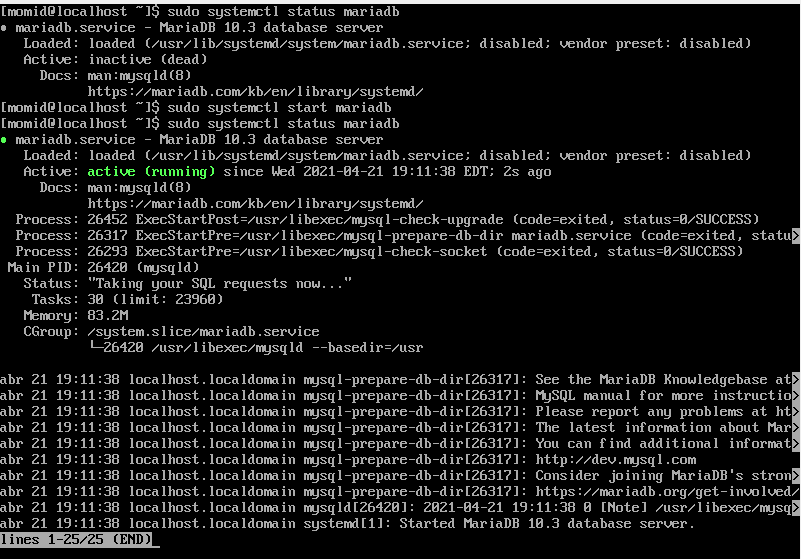 [momid@localhost ~]$ sudo systemctl status mariadb
● mariadb.service - MariaDB 10.3 database server
   Loaded: loaded (/usr/lib/systemd/system/mariadb.service; disabled; vendor preset: disabled)
   Active: inactive (dead)
     Docs: man:mysqld(8)
           https://mariadb.com/kb/en/library/systemd/
[momid@localhost ~]$ sudo systemctl start mariadb
[momid@localhost ~]$ sudo systemctl status mariadb
● mariadb.service - MariaDB 10.3 database server
   Loaded: loaded (/usr/lib/systemd/system/mariadb.service; disabled; vendor preset: disabled)
   Active: active (running) since Wed 2021-04-21 19:11:38 EDT; 2s ago
     Docs: man:mysqld(8)
           https://mariadb.com/kb/en/library/systemd/
  Process: 26452 ExecStartPost=/usr/libexec/mysql-check-upgrade (code=exited, status=0/SUCCESS)
  Process: 26317 ExecStartPre=/usr/libexec/mysql-prepare-db-dir mariadb.service (code=exited, statu>
  Process: 26293 ExecStartPre=/usr/libexec/mysql-check-socket (code=exited, status=0/SUCCESS)
 Main PID: 26420 (mysqld)
   Status: "Taking your SQL requests now..."
    Tasks: 30 (limit: 23960)
   Memory: 83.2M
   CGroup: /system.slice/mariadb.service
           └─26420 /usr/libexec/mysqld --basedir=/usr
abr 21 19:11:38 localhost.localdomain mysql-prepare-db-dir[26317]: See the MariaDB Knowledgebase at>
abr 21 19:11:38 localhost.localdomain mysql-prepare-db-dir[26317]: MySQL manual for more instructio>
abr 21 19:11:38 localhost.localdomain mysql-prepare-db-dir[26317]: Please report any problems at ht>
abr 21 19:11:38 localhost.localdomain mysql-prepare-db-dir[26317]: The latest information about Mar>
abr 21 19:11:38 localhost.localdomain mysql-prepare-db-dir[26317]: You can find additional informat>
abr 21 19:11:38 localhost.localdomain mysql-prepare-db-dir[26317]: http://dev.mysql.com
abr 21 19:11:38 localhost.localdomain mysql-prepare-db-dir[26317]: Consider joining MariaDB's stron>
abr 21 19:11:38 localhost.localdomain mysql-prepare-db-dir[26317]: https://mariadb.org/get-involved/
abr 21 19:11:38 localhost.localdomain mysqld[26420]: 2021-04-21 19:11:38 0 [Note] /usr/libexec/mysq>
abr 21 19:11:38 localhost.localdomain systemd[1]: Started MariaDB 10.3 database server.
lines 1-25/25 (END)